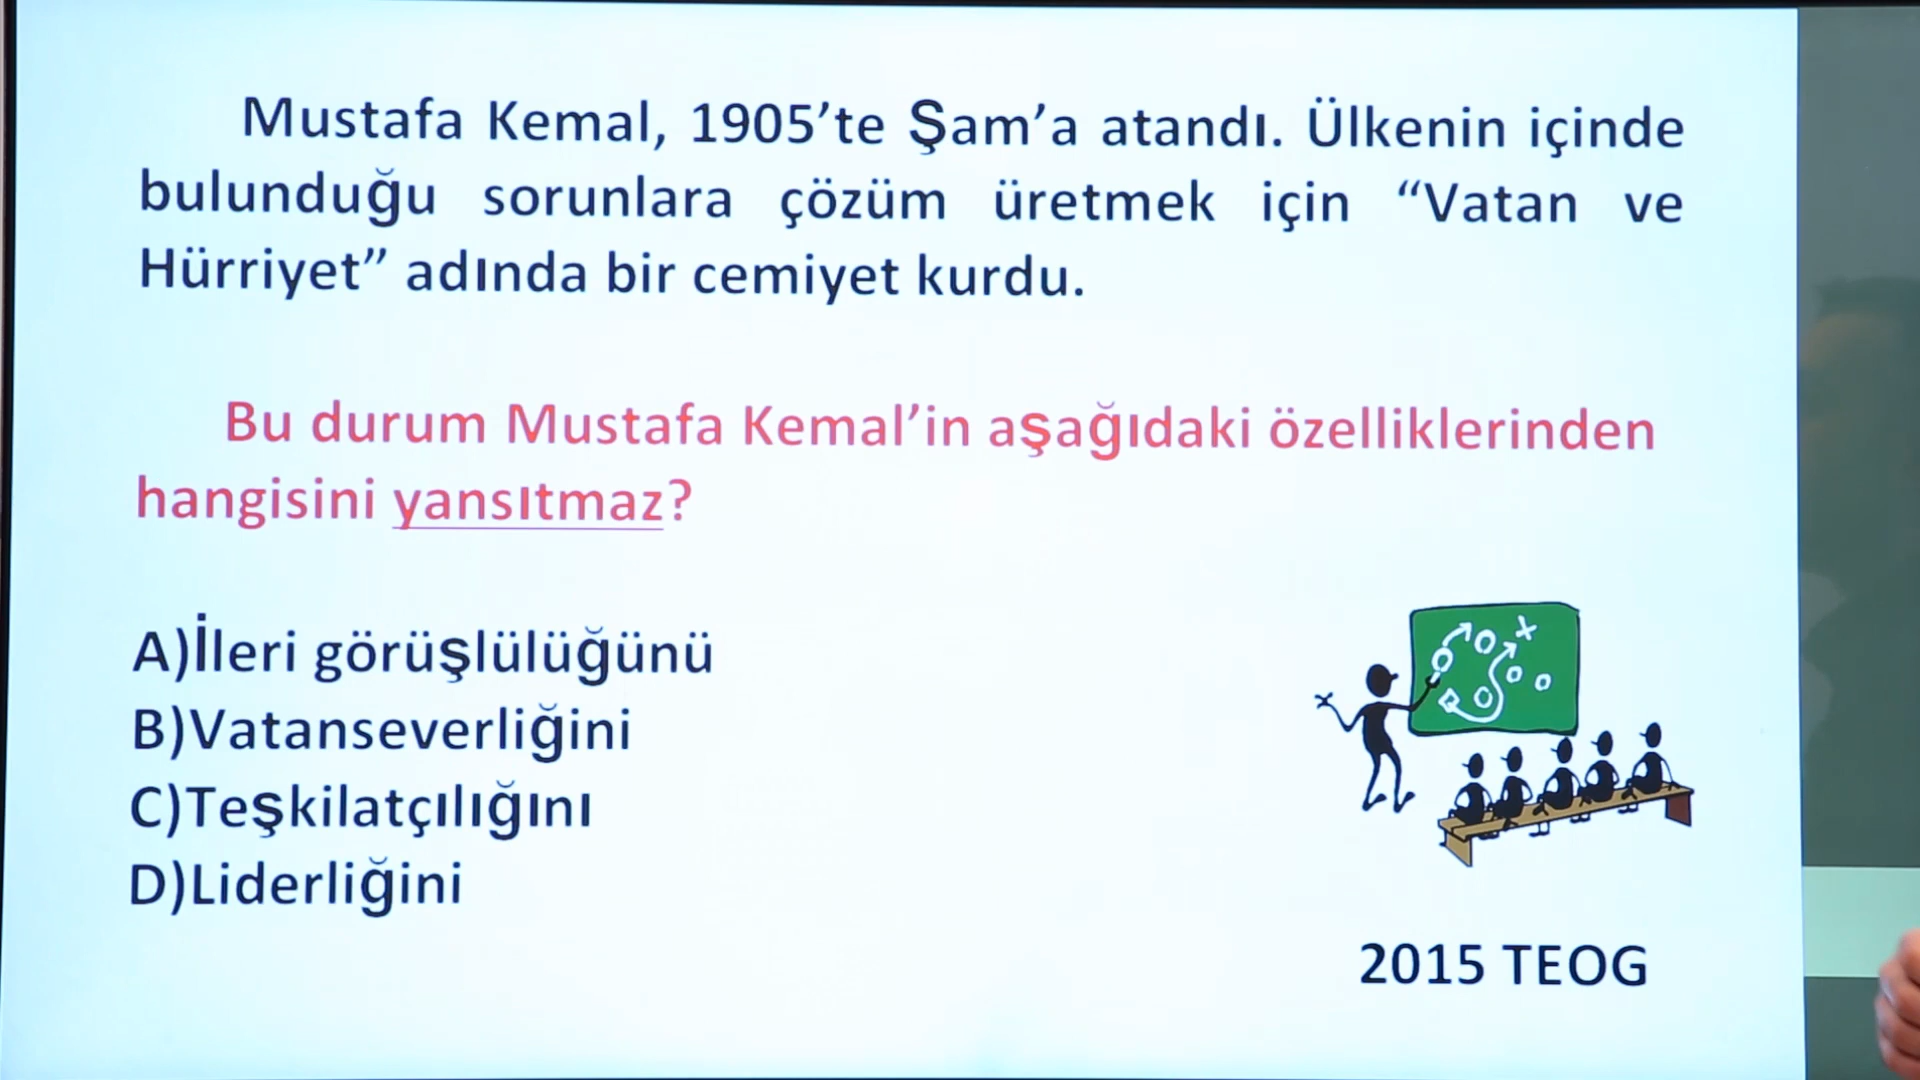 Mustafa Kemal, 1905’te Şam’a atandı. Ülkenin içinde
bulunduğu sorunlara çözüm üretmek için “Vatan ve
Hürriyet” adında bir cemiyet kurdu.
Bu durum Mustafa Kemal’in aşağıdaki özelliklerinden
hangisini yansıtmaz?
A)İleri görüşlülüğünü
B)Vatanseverliğini
C)Teşkilatçılığını
D)Liderliğini
2015 TEOG